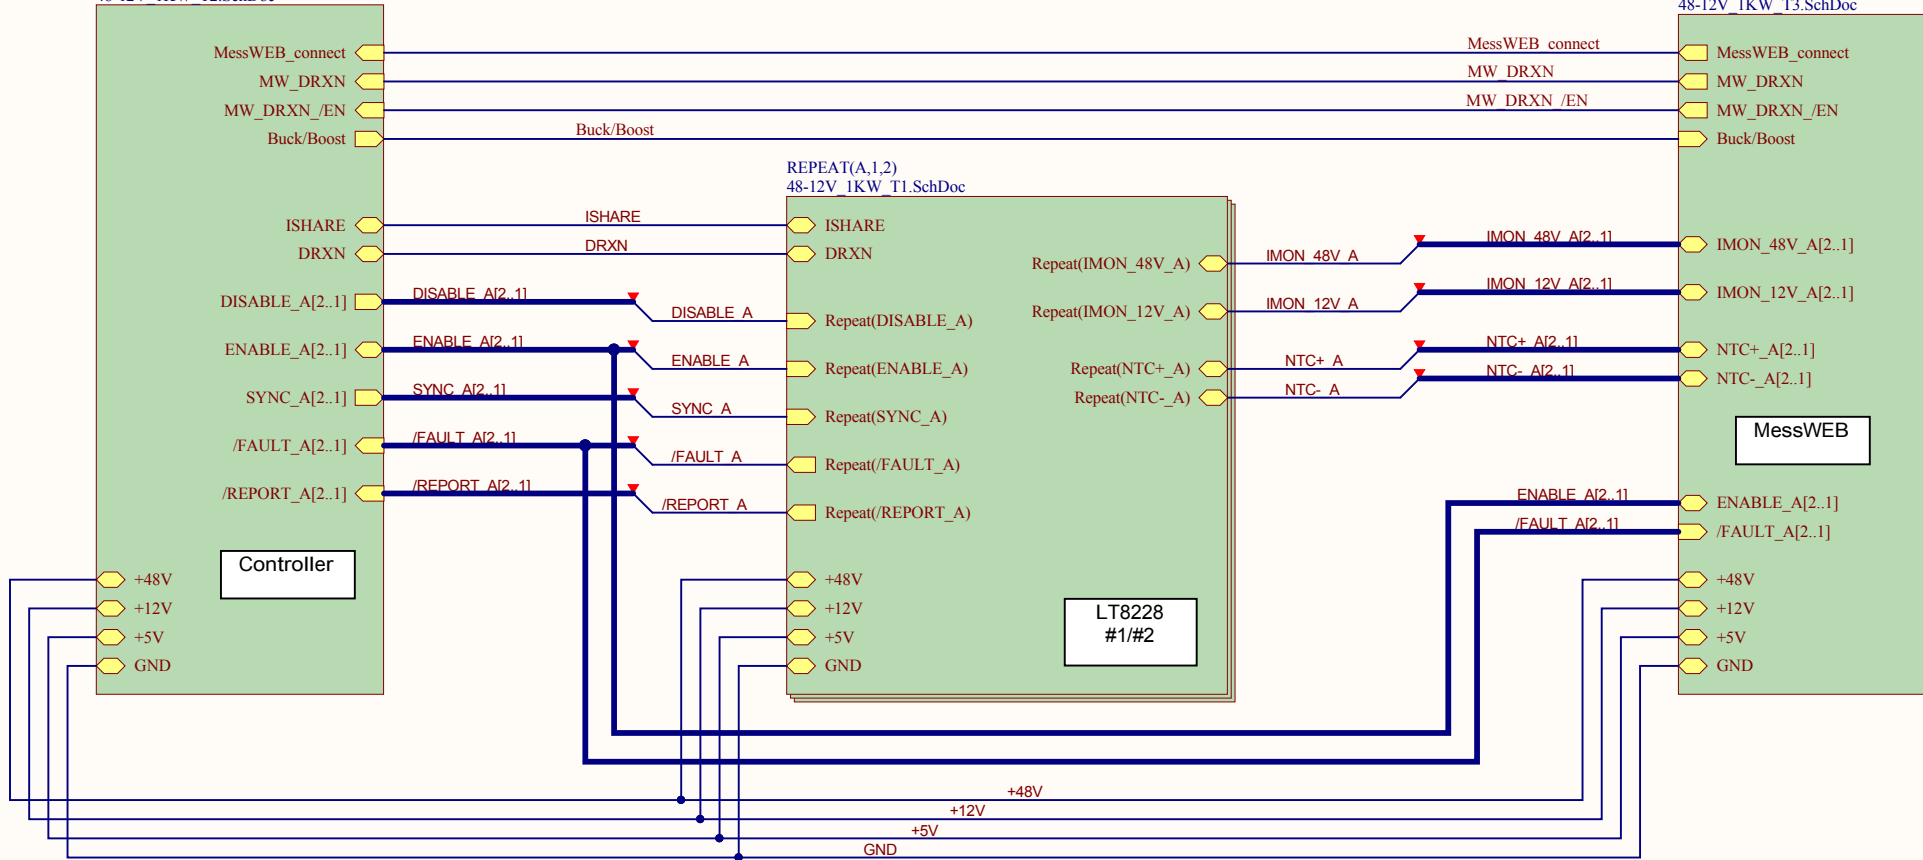 48-12V_1KW_T3.SchDoc
MessWEB_connect
MW_DRXN
MW_DRXN_/EN
Buck/Boost
ISHARE
DRXN
DISABLE_A[2..1]
ENABLE_A[2..1]
SYNC_A[2..1]
/FAULT_A[2..1]
/REPORT_A[2..1]
Controller
+48V
+12V
+5V
GND
MessWEB_connect
MW_DRXN
MW_DRXN_/EN
Buck/Boost
ISHARE
DRXN
DISABLE_A[2..1]
ENABLE_A[2..1]
SYNC_A[2..1]
/FAULT_A[2..1]
/REPORT_A[2..1]
DISABLE_A
ENABLE_A
SYNC_A
/FAULT_A
/REPORT_A
REPEAT(A,1,2)
48-12V_1KW_T1.SchDoc
ISHARE
DRXN
Repeat(DISABLE_A)
Repeat(ENABLE_A)
Repeat(SYNC_A)
Repeat(/FAULT_A)
Repeat(/REPORT_A)
Repeat(IMON_48V_A)
Repeat(IMON_12V_A)
Repeat(NTC+_A)
Repeat(NTC-_A)
+48V
+12V
+5V
GND
LT8228
#1/#2
IMON_48V_A
IMON_12V_A
NTC+_A
NTC-_A
IMON_48V_A[2..1]
IMON_12V_A[2..1]
NTC+_A[2..1]
NTC-_A[2..1]
ENABLE_A[2..1]
/FAULT_A[2..1]
MessWEB_connect
MW_DRXN
MW_DRXN_/EN
Buck/Boost
IMON_48V_A[2..1]
IMON_12V_A[2..1]
NTC+_A[2..1]
NTC-_A[2..1]
MessWEB
ENABLE_A[2..1]
/FAULT_A[2..1]
+48V
+12V
+5V
GND
+48V
+12V
+5V
GND